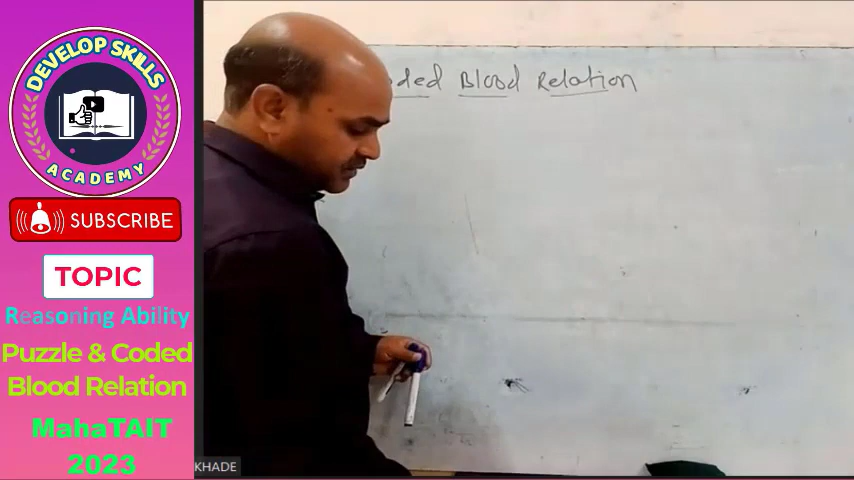 DEVELOP SKILLS
ACADEMY
SUBSCRIBE
TOPIC
Reasoning Ability
Puzzle & Coded
Blood Relation
MahaTAIT
2023
Blood Relation
KHADE